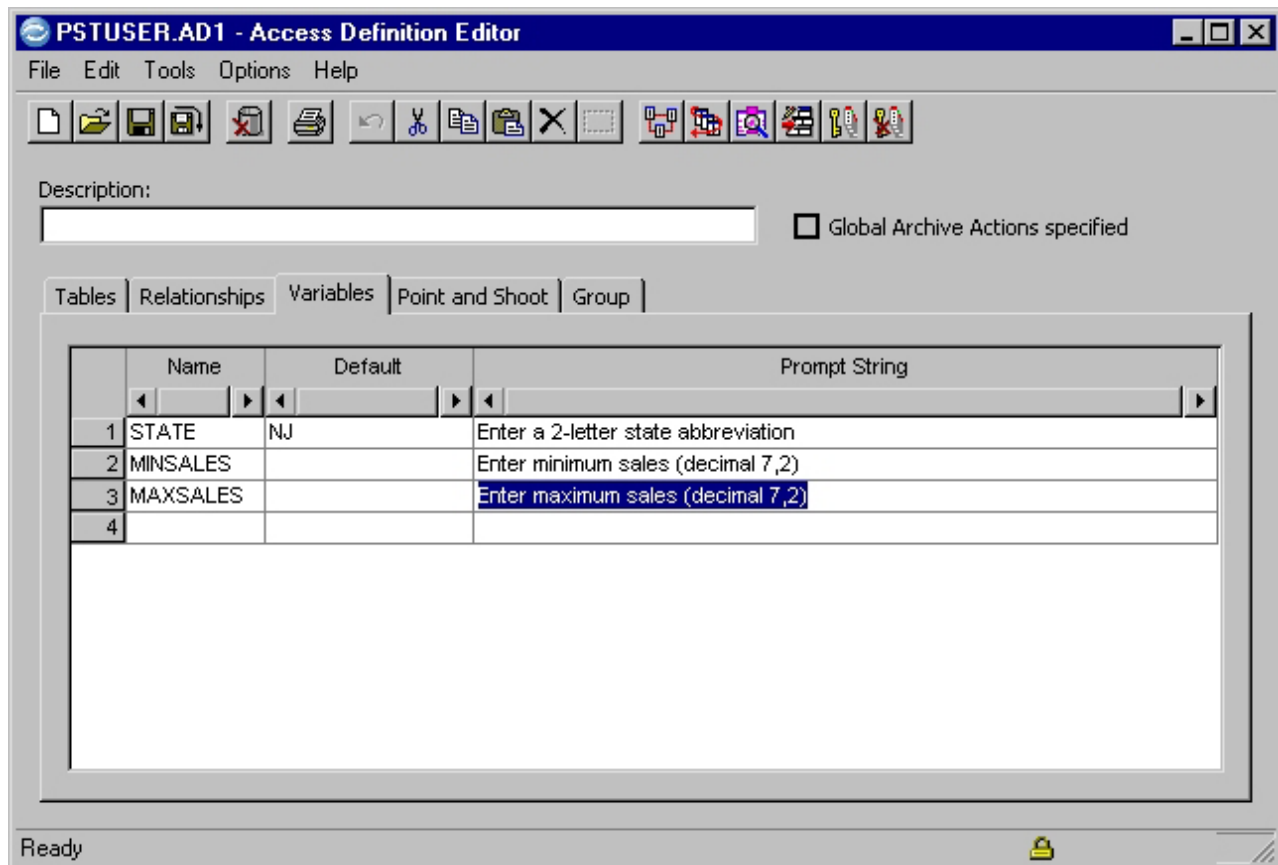 PSTUSER.AD1 - Access Definition Editor
File Edit Tools Options Help
Description:
Global Archive Actions specified
Tables Relationships Variables Point and Shoot Group
Name Default Prompt String
1 STATE NJ Enter a 2-letter state abbreviation
2 MINSALES Enter minimum sales (decimal 7,2)
3 MAXSALES Enter maximum sales (decimal 7,2)
4
Ready